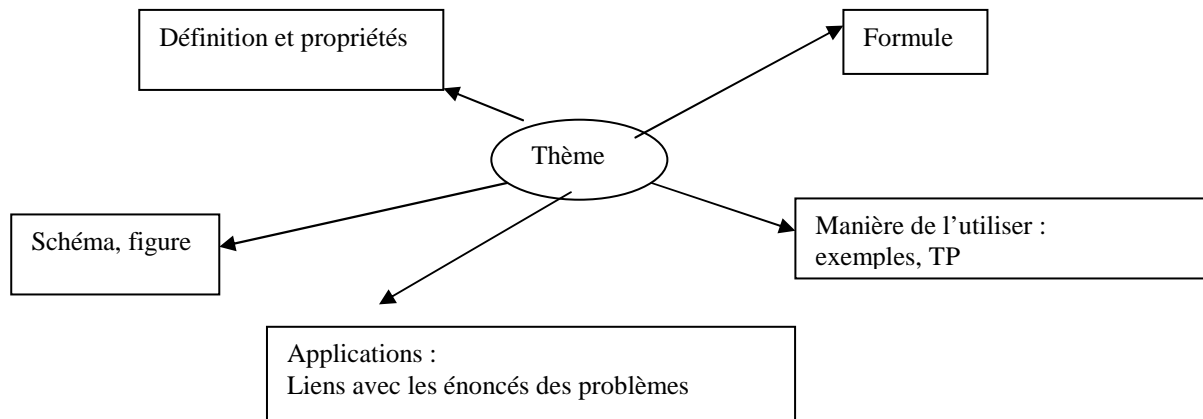 Définition et propriétés
Formule
Thème
Schéma, figure
Manière de l’utiliser :
exemples, TP
Applications :
Liens avec les énoncés des problèmes